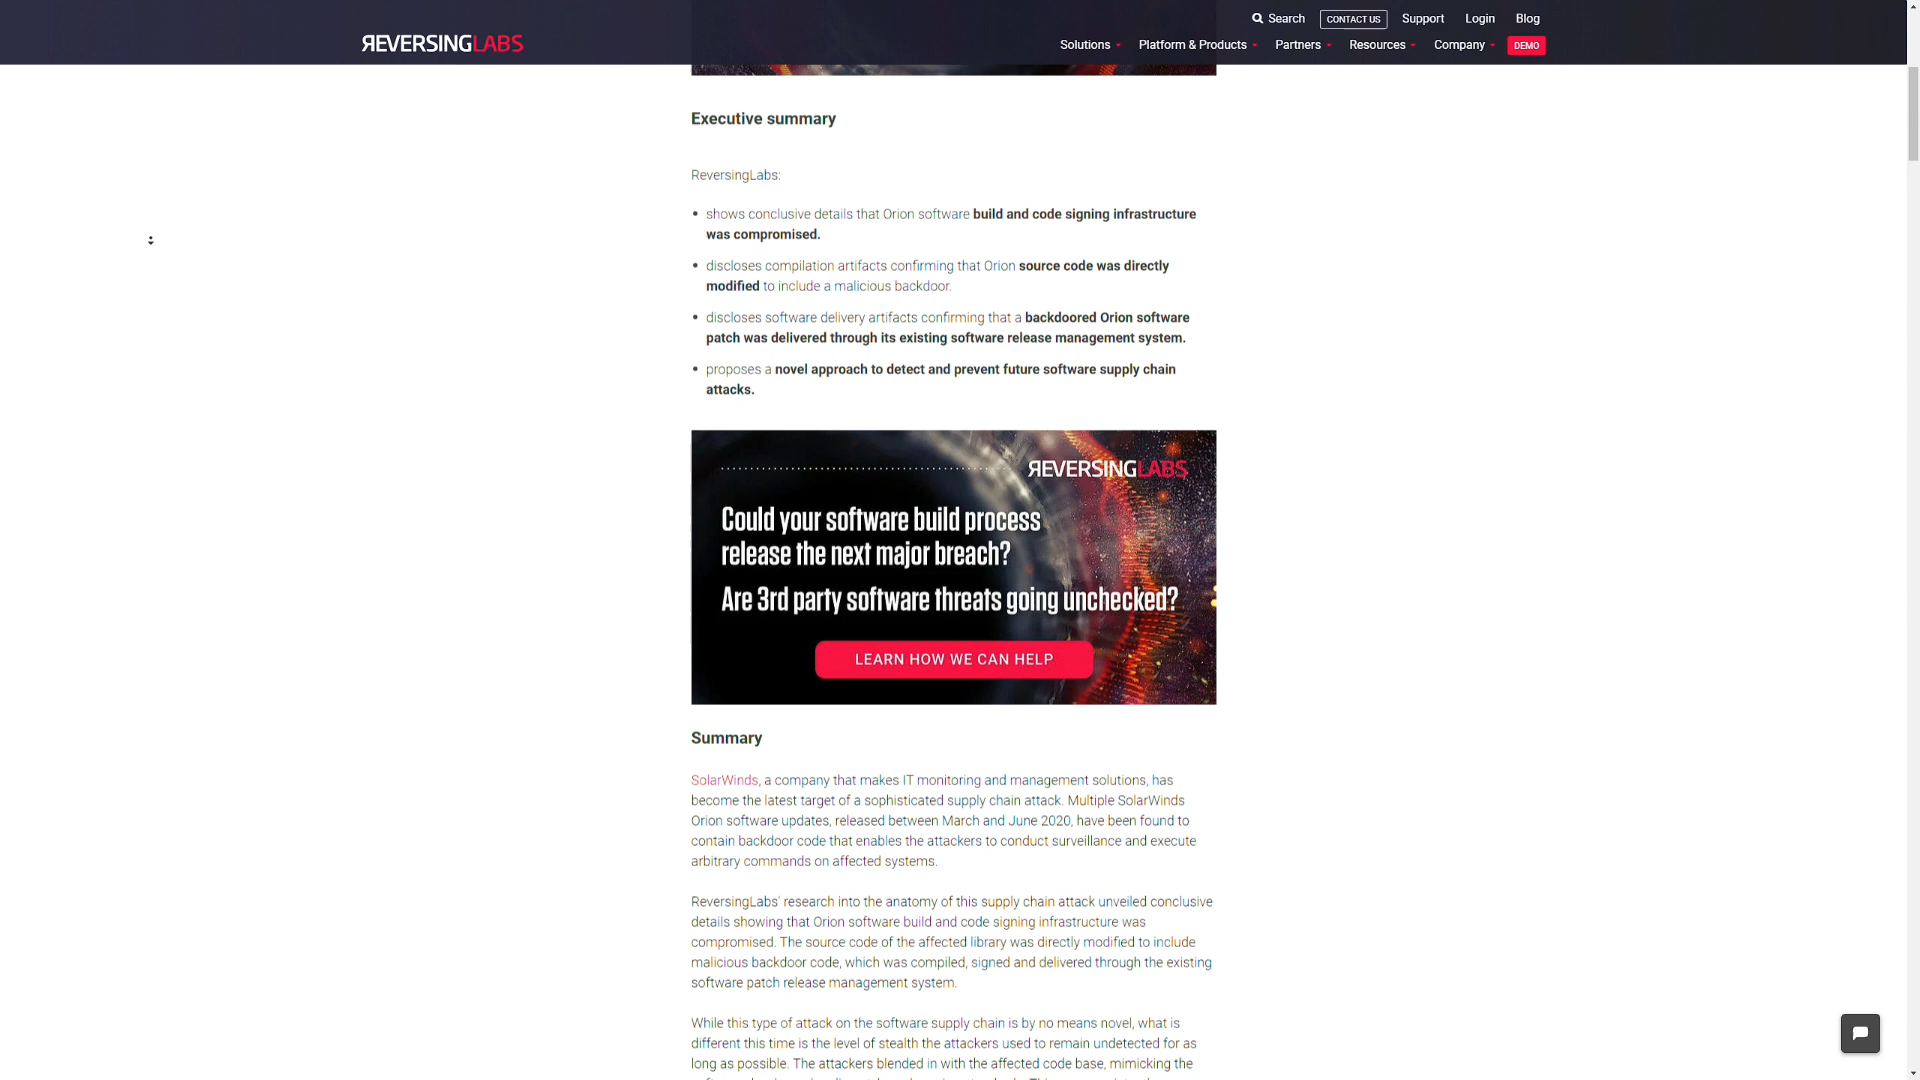 Search CONTACT US Support Login Blog
REVERSINGLABS
Solutions Platform & Products Partners Resources Company DEMO
Executive summary
ReversingLabs:
• shows conclusive details that Orion software build and code signing infrastructure
was compromised.
• discloses compilation artifacts confirming that Orion source code was directly
modified to include a malicious backdoor.
• discloses software delivery artifacts confirming that a backdoored Orion software
patch was delivered through its existing software release management system.
• proposes a novel approach to detect and prevent future software supply chain
attacks.
REVERSINGLABS
Could your software build process
release the next major breach?
Are 3rd party software threats going unchecked?
LEARN HOW WE CAN HELP
Summary
SolarWinds, a company that makes IT monitoring and management solutions, has
become the latest target of a sophisticated supply chain attack. Multiple SolarWinds
Orion software updates, released between March and June 2020, have been found to
contain backdoor code that enables the attackers to conduct surveillance and execute
arbitrary commands on affected systems.
ReversingLabs' research into the anatomy of this supply chain attack unveiled conclusive
details showing that Orion software build and code signing infrastructure was
compromised. The source code of the affected library was directly modified to include
malicious backdoor code, which was compiled, signed and delivered through the existing
software patch release management system.
While this type of attack on the software supply chain is by no means novel, what is
different this time is the level of stealth the attackers used to remain undetected for as
long as possible. The attackers blended in with the affected code base, mimicking the